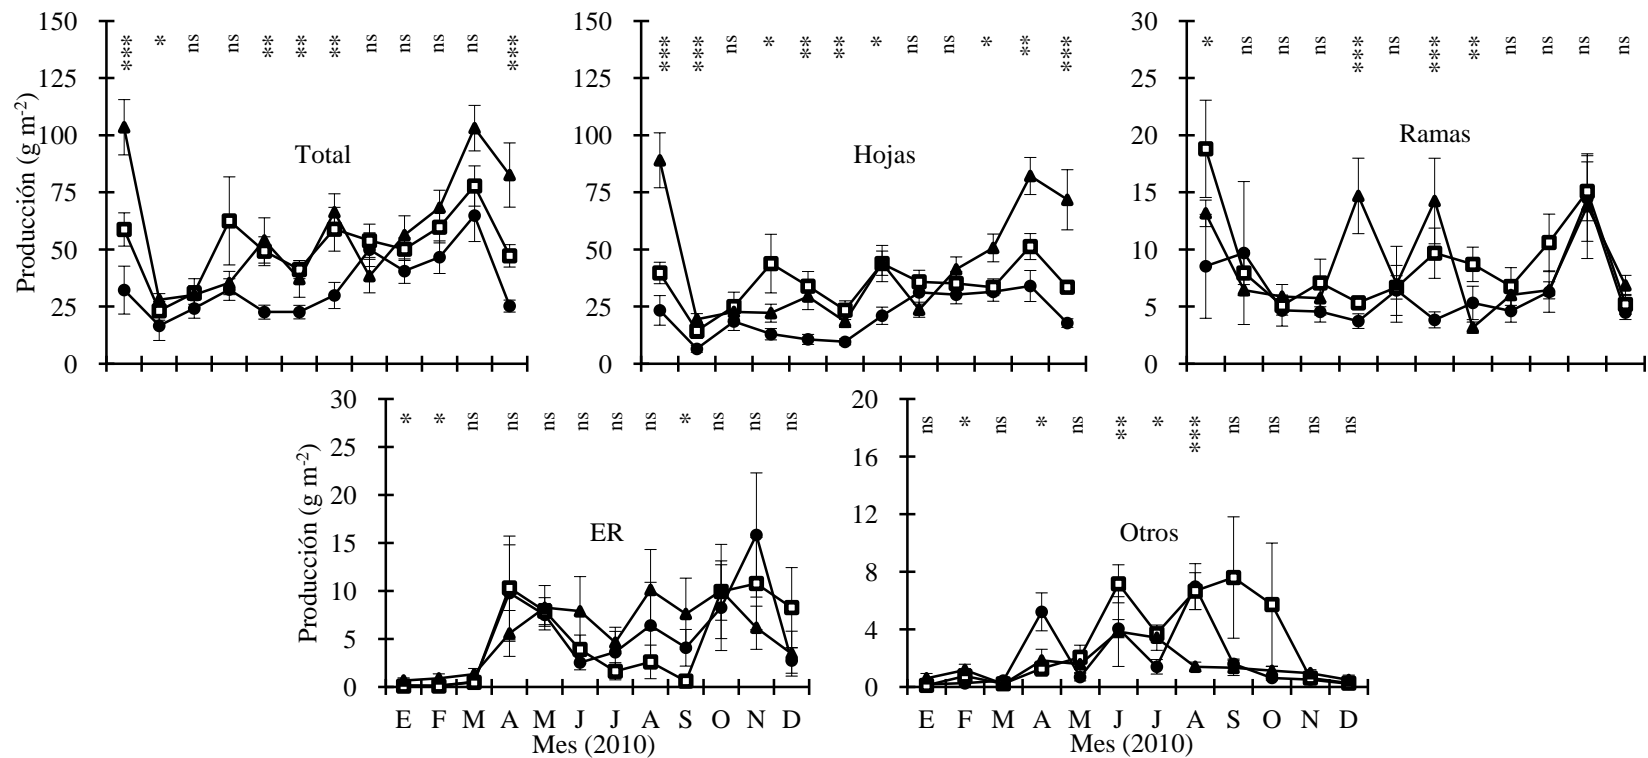 150
125
100
75
50
25
0
Producción (g m-2)
*** * ns ns ** ** ** ns ns ns ns ***
Total
150
125
100
75
50
25
0
*** *** ns * ** ** * ns ns * ** ***
Hojas
30
25
20
15
10
5
0
* ns ns ns *** ns *** ** ns ns ns ns
Ramas
30
25
20
15
10
5
0
Producción (g m-2)
* * ns ns ns ns ns ns * ns ns ns
ER
E F M A M J J A S O N D
Mes (2010)
20
16
12
8
4
0
ns * ns * ns ** * *** ns ns ns ns
Otros
E F M A M J J A S O N D
Mes (2010)